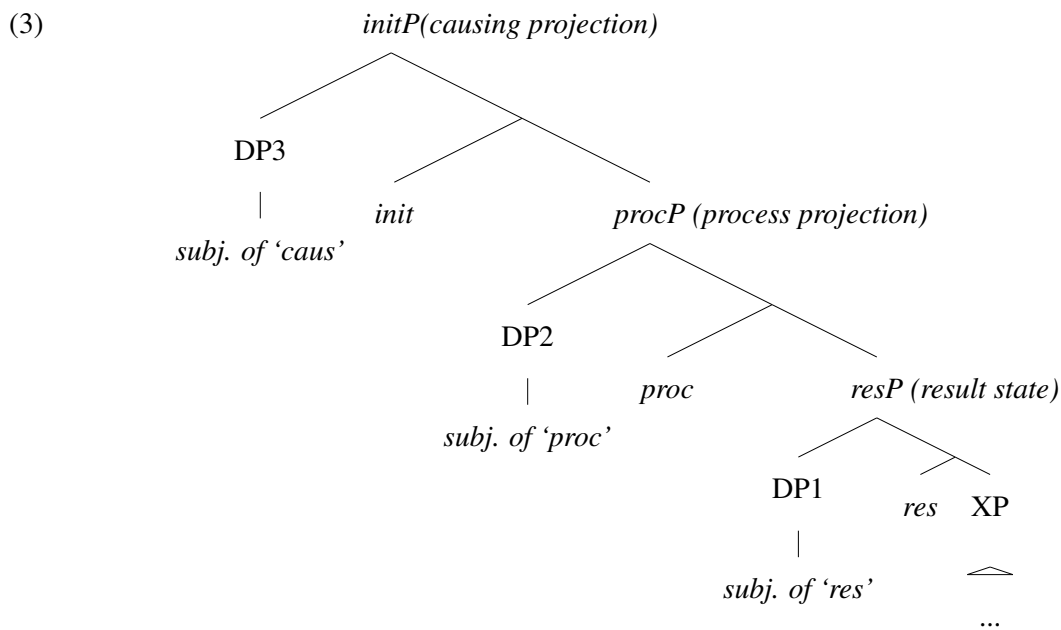 (3) initP(causing projection)
DP3
init procP (process projection)
subj. of ‘caus’
DP2
proc resP (result state)
subj. of ‘proc’
DP1
res XP
subj. of ‘res’
...